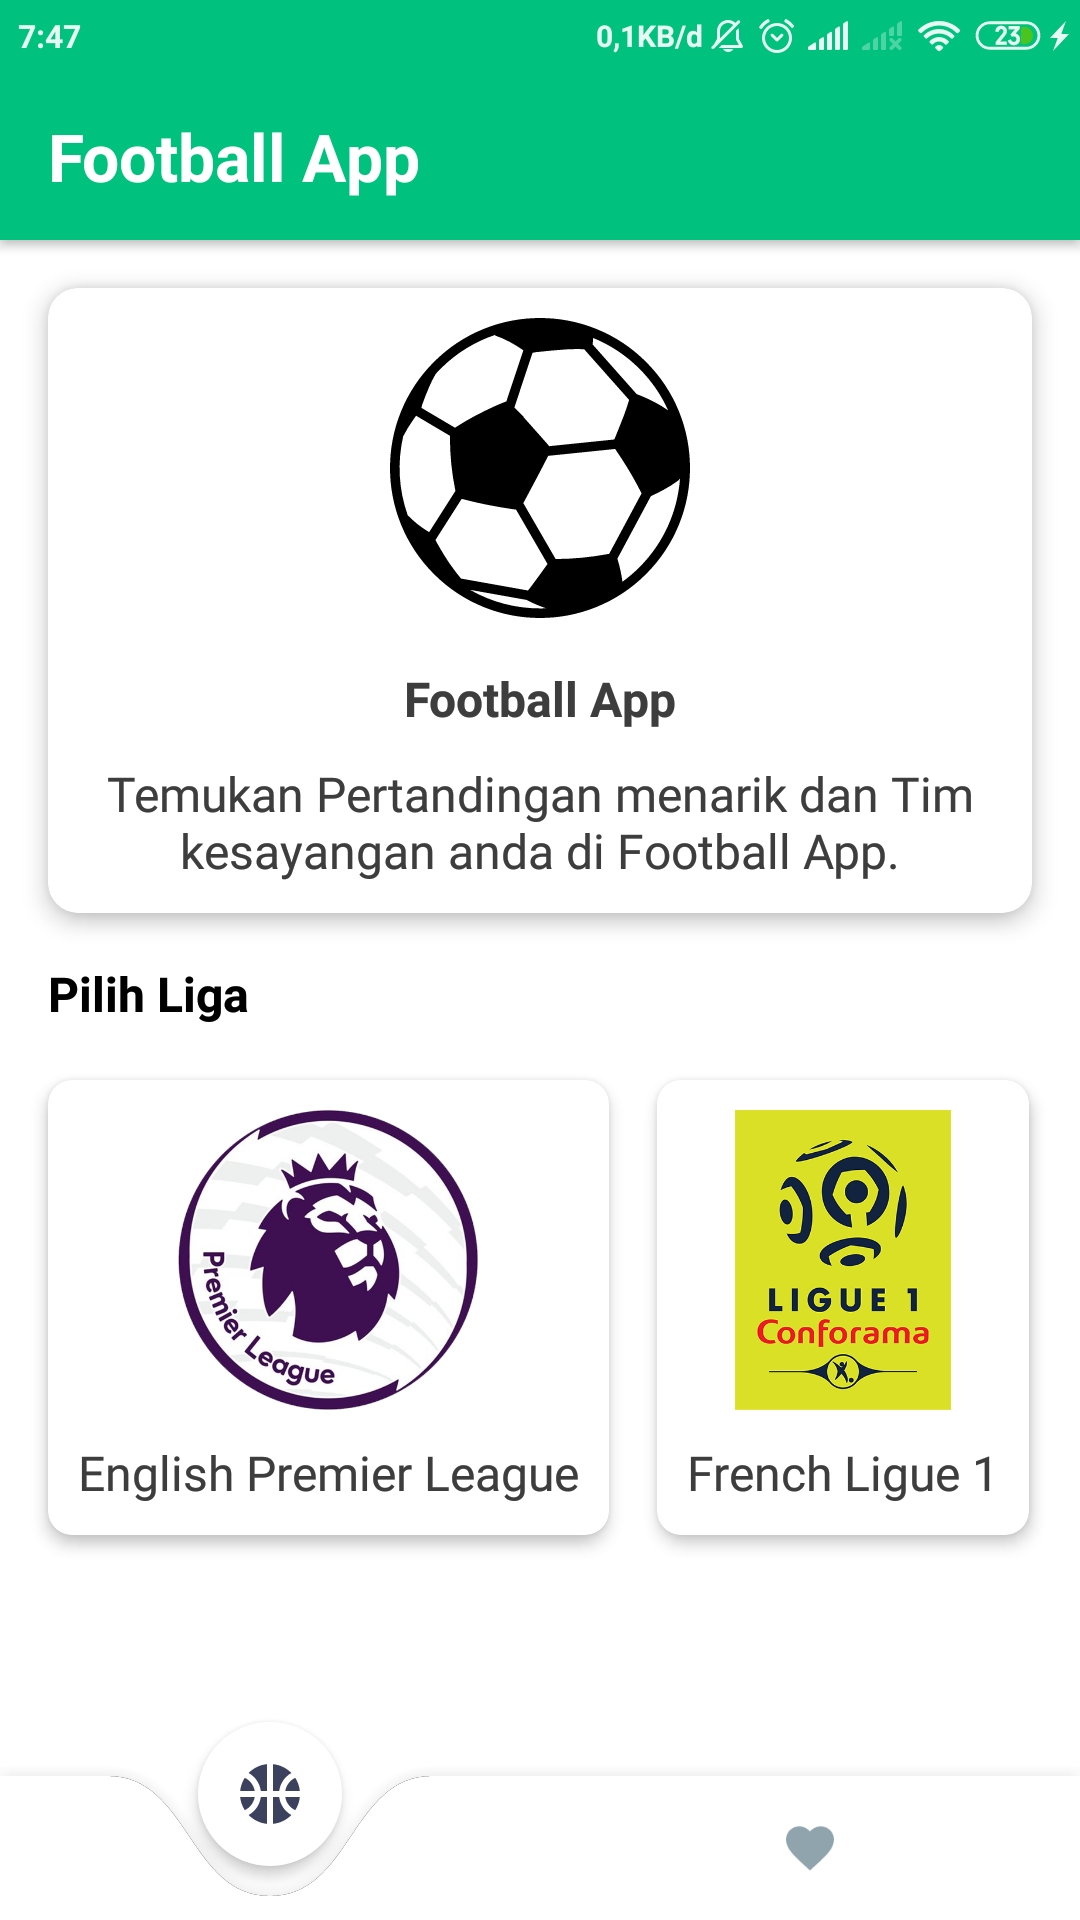 7:47
0,1KB/d
23
Football App
Football App
Temukan Pertandingan menarik dan Tim
kesayangan anda di Football App.
Pilih Liga
Premier League
English Premier League
LIGUE 1
Conforama
French Ligue 1